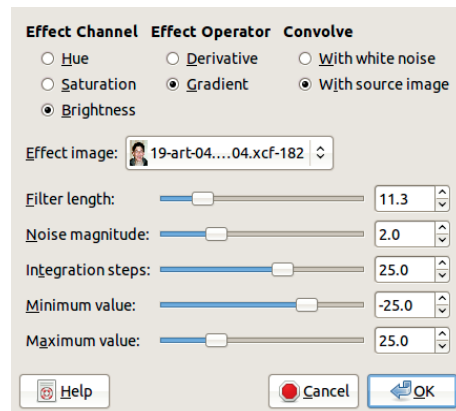 Effect Channel Effect Operator Convolve
Hue Derivative With white noise
Saturation Gradient With source image
Brightness
Effect image: 19-art-04....04.xcf-182
Filter length: 11.3
Noise magnitude: 2.0
Integration steps: 25.0
Minimum value: -25.0
Maximum value: 25.0
Help Cancel OK